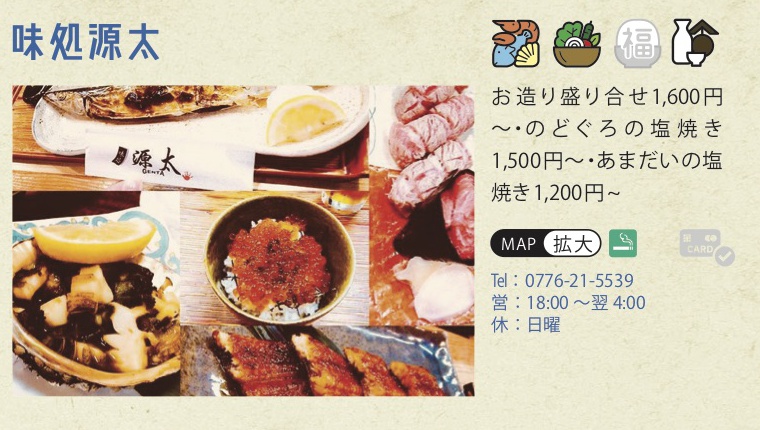 味処源太
福
源太
GENTA
お造り盛り合せ1,600円
～・のどぐろの塩焼き
1,500円～・あまだいの塩
焼き1,200円～
MAP 拡大
CARD
Tel：0776-21-5539
営：18:00 ～翌 4:00
休：日曜